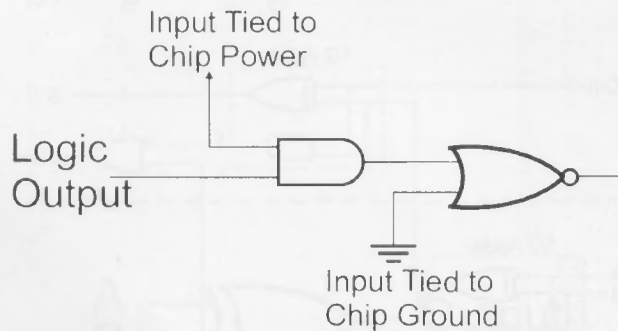 Input Tied to
Chip Power
Logic
Output
Input Tied to
Chip Ground